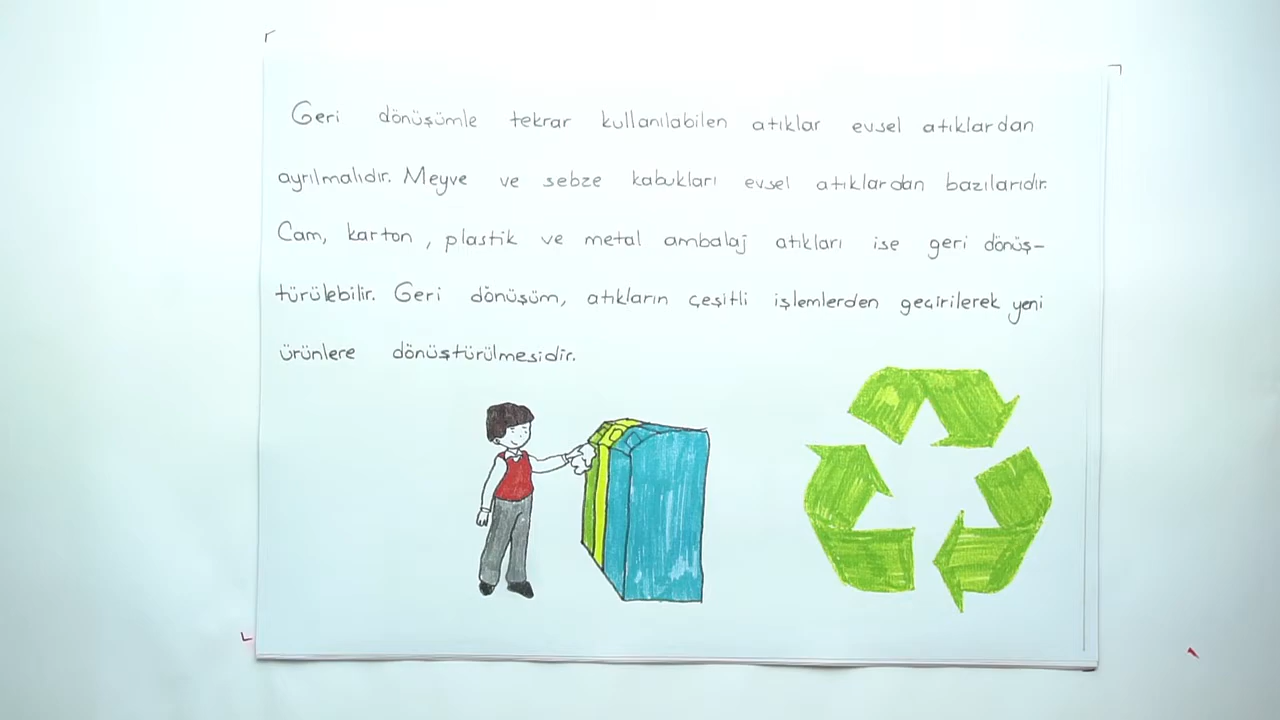 Geri dönüşümle tekrar kullanılabilen atıklar evsel atıklardan
ayrılmalıdır. Meyve ve sebze kabukları evsel atıklardan bazılarıdır.
Cam, karton, plastik ve metal ambalaj atıkları ise geri dönüş-
türülebilir. Geri dönüşüm, atıkların çeşitli işlemlerden geçirilerek yeni
ürünlere dönüştürülmesidir.